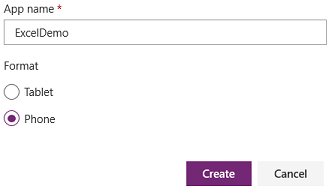 App name *
ExcelDemo
Format
Tablet
Phone
Create Cancel